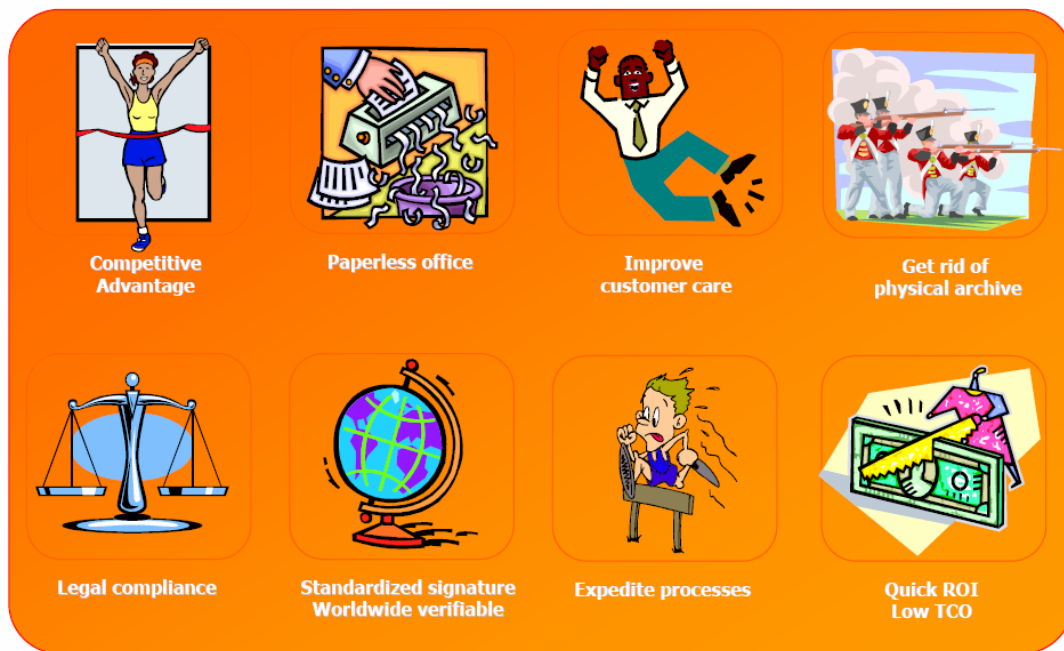 Competitive
Advantage
Paperless office
Improve
customer care
Get rid of
physical archive
Legal compliance
Standardized signature
Worldwide verifiable
Expedite processes
Quick ROI
Low TCO